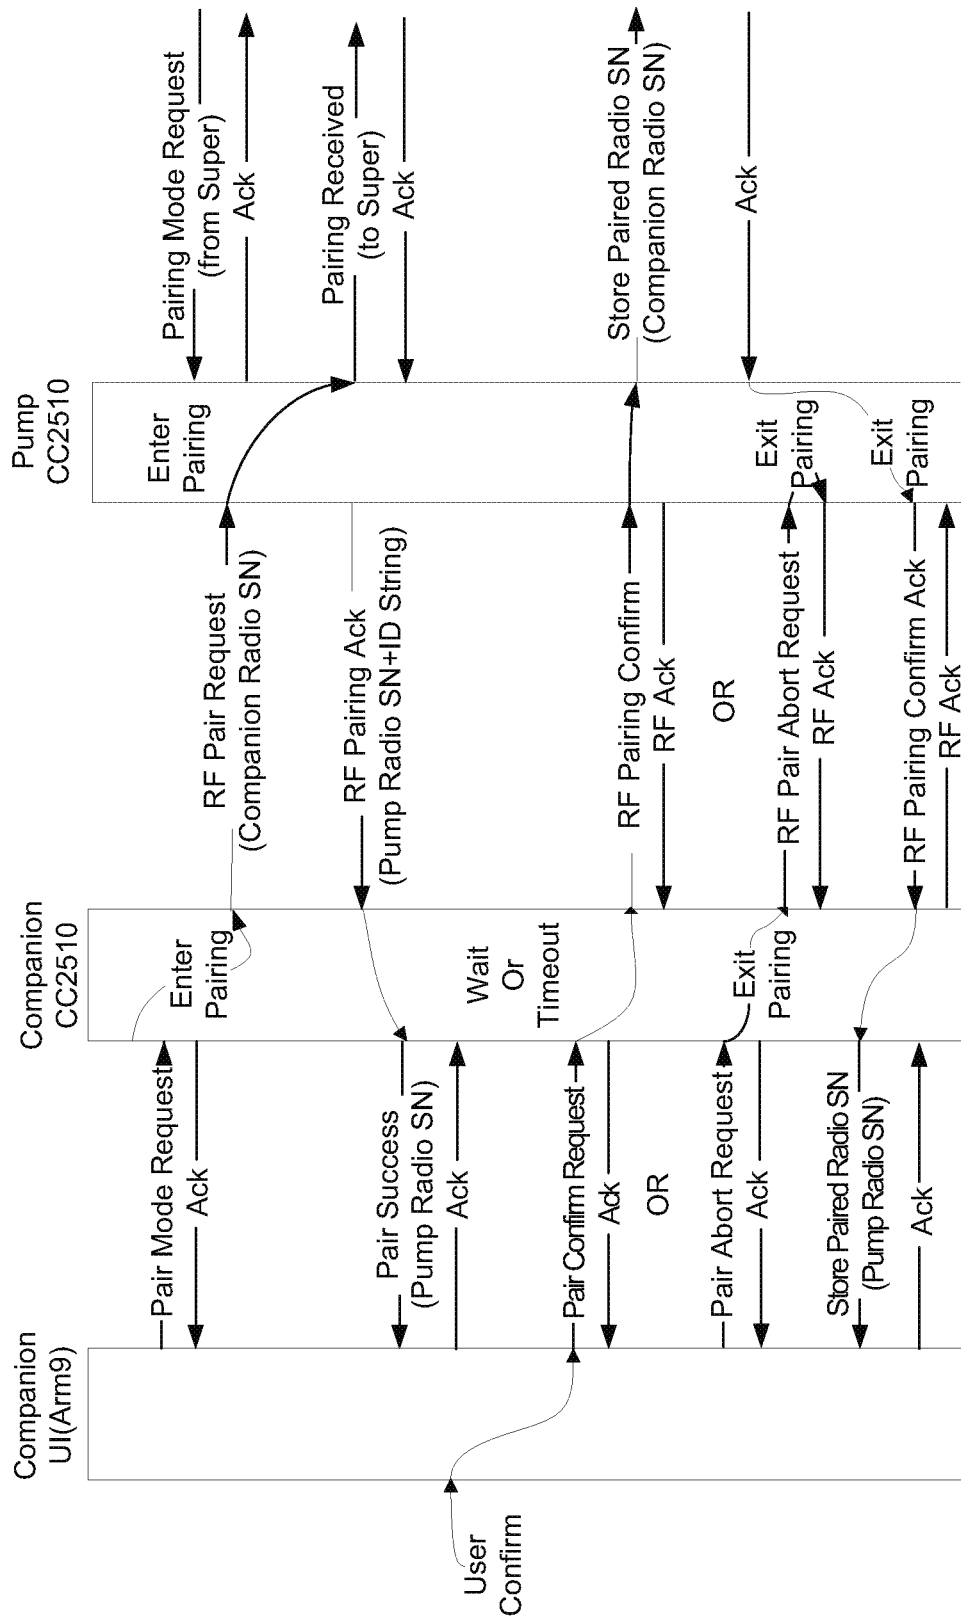 Companion
UI(Arm9)
Companion
CC2510
Pump
CC2510
Pair Mode Request
Ack
Enter
Pairing
RF Pair Request
(Companion Radio SN)
Enter
Pairing
Pairing Mode Request
(from Super)
Ack
Pairing Received
(to Super)
Ack
RF Pairing Ack
(Pump Radio SN+ID String)
Pair Success
(Pump Radio SN)
Ack
User
Confirm
Wait
Or
Timeout
Pair Confirm Request
Ack
RF Pairing Confirm
RF Ack
Store Paired Radio SN
(Companion Radio SN)
Ack
OR
OR
Pair Abort Request
Ack
Exit
Pairing
RF Pair Abort Request
RF Ack
Exit
Pairing
Exit
Pairing
RF Pairing Confirm Ack
RF Ack
Store Paired Radio SN
(Pump Radio SN)
Ack